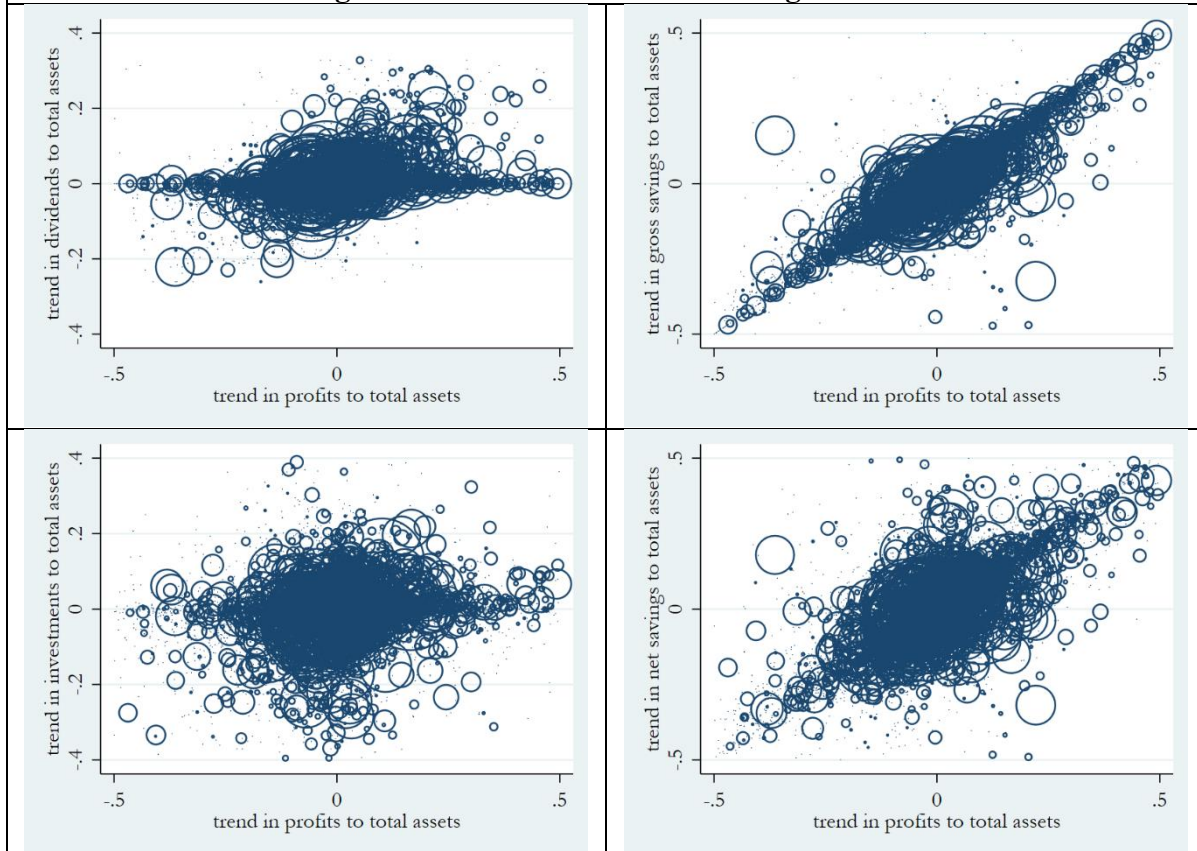 trend in dividends to total assets
.4
.2
0
-.2
-.4
-.5 0 .5
trend in profits to total assets
trend in gross savings to total assets
.5
0
-.5
-.5 0 .5
trend in profits to total assets
trend in investments to total assets
.4
.2
0
-.2
-.4
-.5 0 .5
trend in profits to total assets
trend in net savings to total assets
.5
0
-.5
-.5 0 .5
trend in profits to total assets